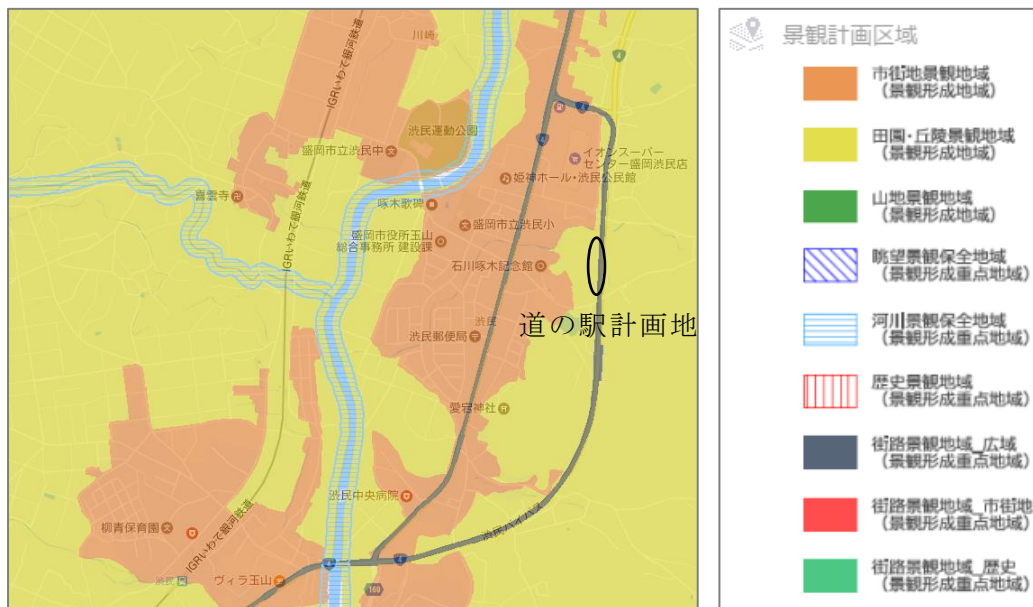 川崎
4
IGRいわて銀河鉄道
渋民運動公園
盛岡市立渋民中
4
4
イオンスーパー
センター盛岡渋民店
姫神ホール・渋民公民館
喜雲寺
啄木歌碑
盛岡市立渋民小
盛岡市役所玉山
総合事務所 建設課
IGRいわて銀河鉄道
石川啄木記念館
道の駅計画地
渋民
渋民郵便局
愛宕神社
渋民中央病院
柳青保育園
IGRいわて銀河鉄道
渋民バイパス
4
4
渋民
ヴィラ玉山
169
景観計画区域
市街地景観地域
（景観形成地域）
田園・丘陵景観地域
（景観形成地域）
山地景観地域
（景観形成地域）
眺望景観保全地域
（景観形成重点地域）
河川景観保全地域
（景観形成重点地域）
歴史景観地域
（景観形成重点地域）
街路景観地域_広域
（景観形成重点地域）
街路景観地域_市街地
（景観形成重点地域）
街路景観地域_歴史
（景観形成重点地域）